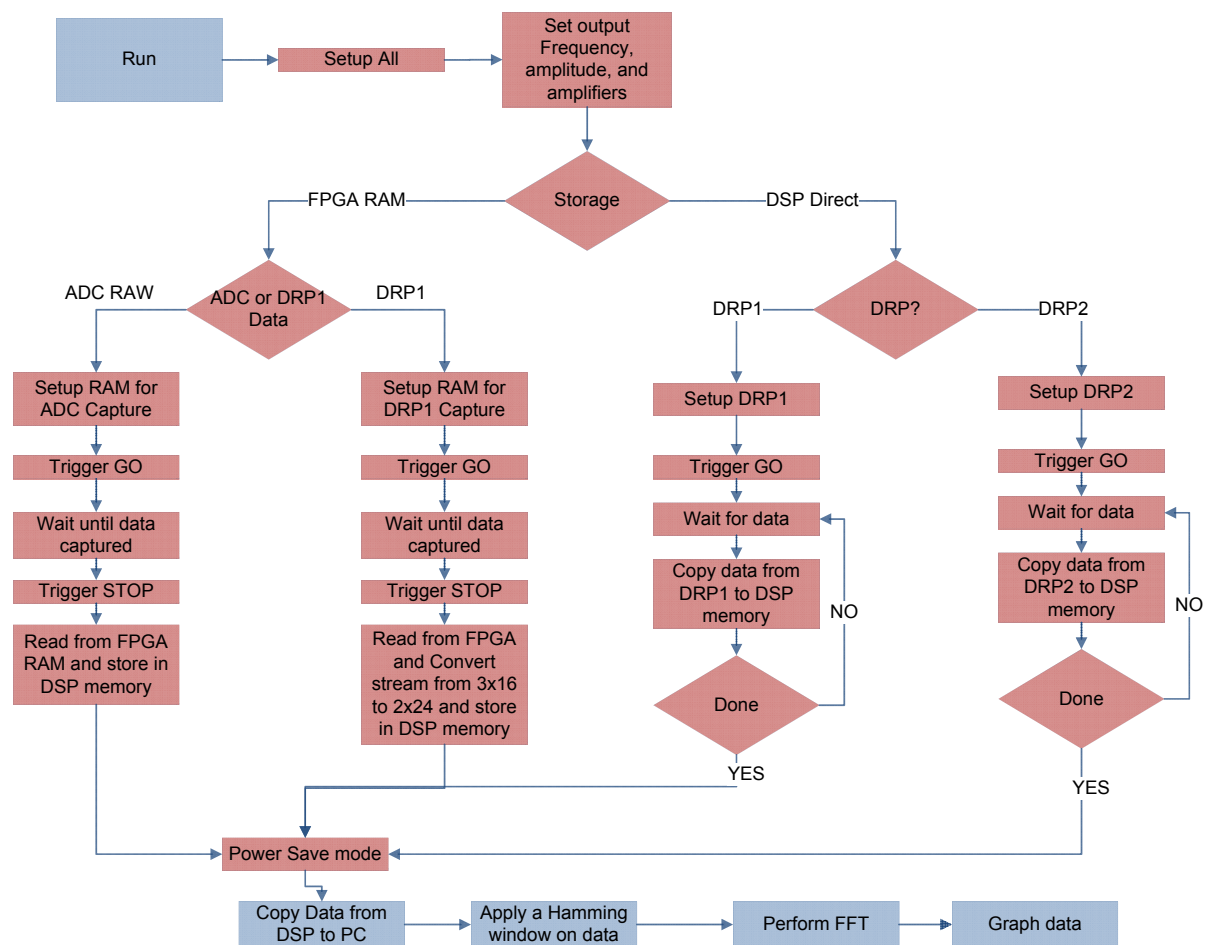 Run
Setup All
Set output
Frequency,
amplitude, and
amplifiers
Storage
FPGA RAM
DSP Direct
ADC or DRP1
Data
ADC RAW
DRP1
DRP?
DRP1
DRP2
Setup RAM for
ADC Capture
Trigger GO
Wait until data
captured
Trigger STOP
Read from FPGA
RAM and store in
DSP memory
Setup RAM for
DRP1 Capture
Trigger GO
Wait until data
captured
Trigger STOP
Read from FPGA
and Convert
stream from 3x16
to 2x24 and store
in DSP memory
Setup DRP1
Trigger GO
Wait for data
Copy data from
DRP1 to DSP
memory
NO
Done
YES
Setup DRP2
Trigger GO
Wait for data
Copy data from
DRP2 to DSP
memory
NO
Done
YES
Power Save mode
Copy Data from
DSP to PC
Apply a Hamming
window on data
Perform FFT
Graph data